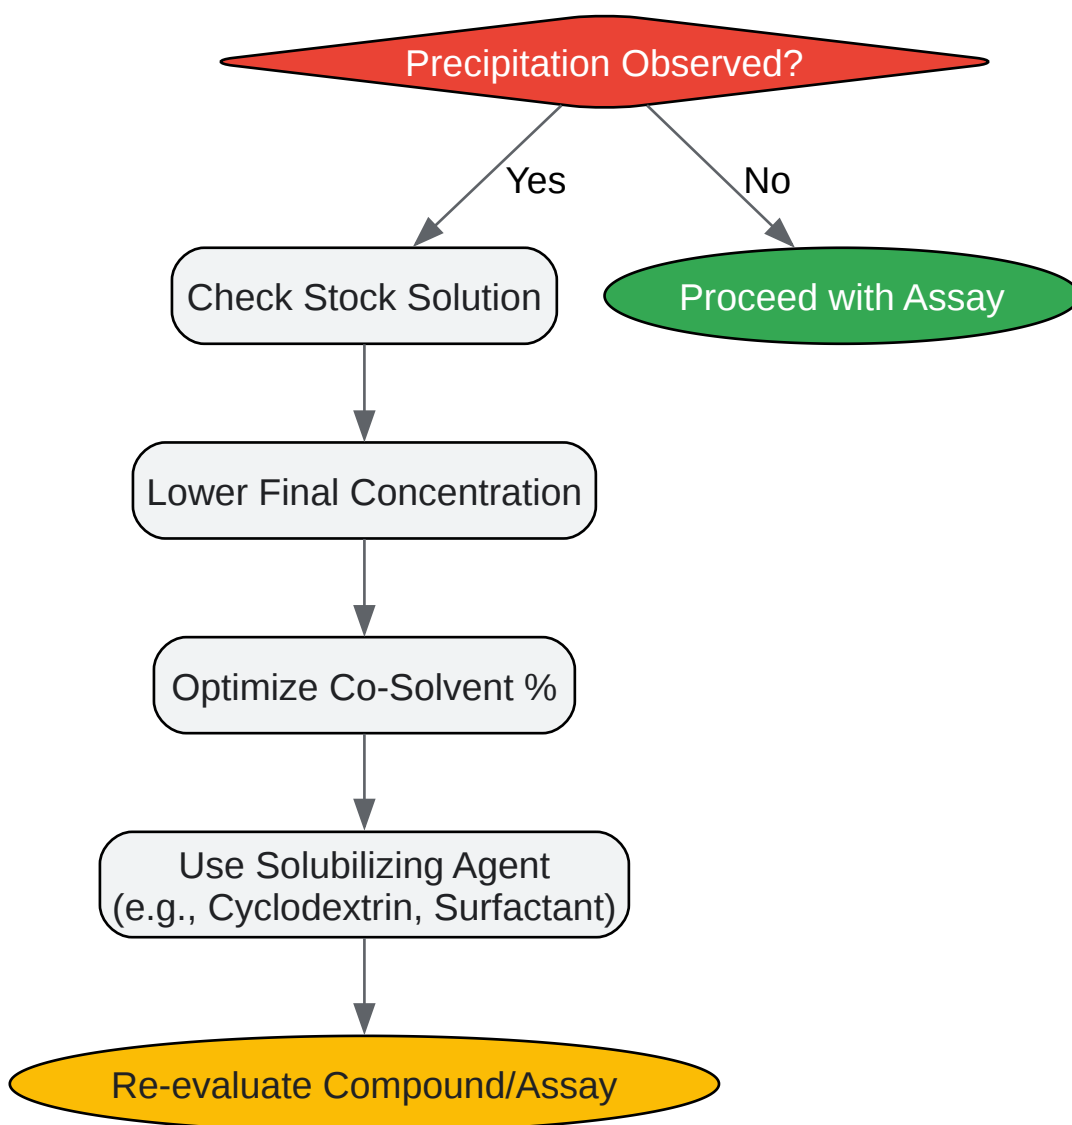 Precipitation Observed?
Yes
No
Check Stock Solution
Proceed with Assay
Lower Final Concentration
Optimize Co-Solvent %
Use Solubilizing Agent
(e.g., Cyclodextrin, Surfactant)
Re-evaluate Compound/Assay